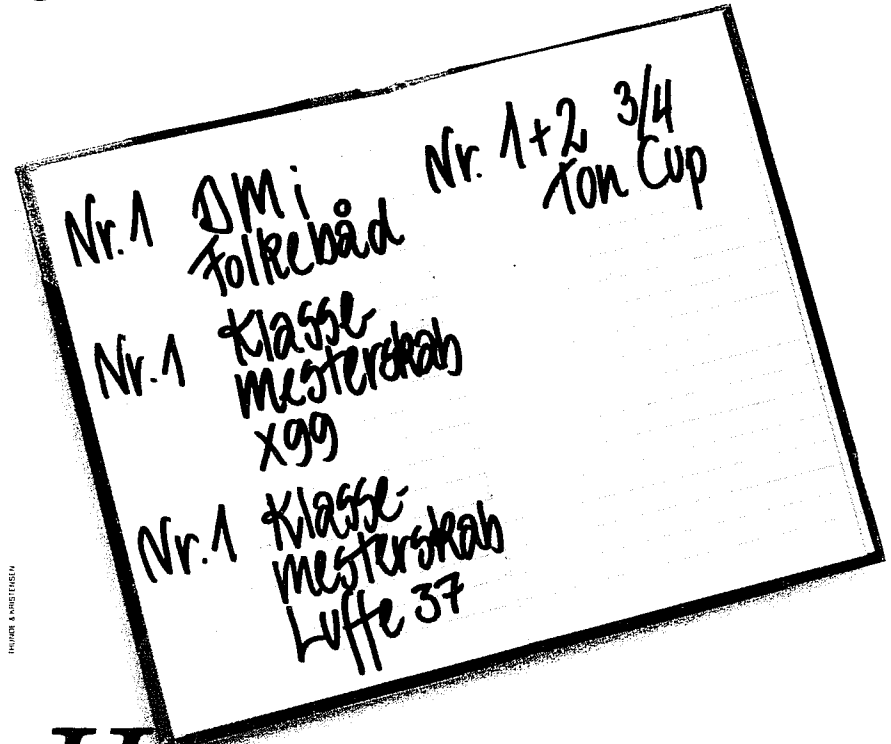 Nr. 1 DM i
Folkebåd
Nr. 1 Klasse-
mesterskab
X99
Nr. 1 Klasse-
mesterskab
Luffe 37
Nr. 1+2 3/4
Ton Cup